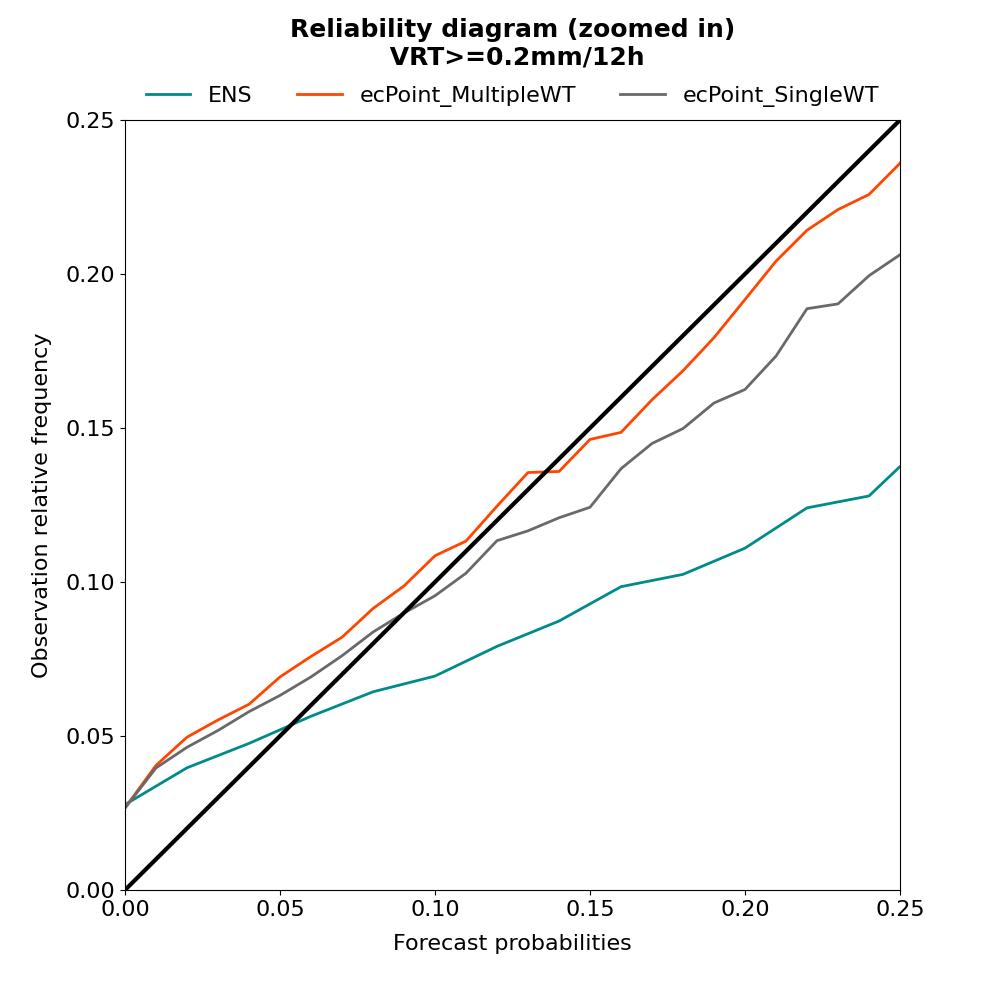 Reliability diagram (zoomed in)
VRT>=0.2mm/12h
ENS ecPoint_MultipleWT ecPoint_SingleWT
0.25
0.20
0.15
0.10
0.05
0.00
Observation relative frequency
0.00 0.05 0.10 0.15 0.20 0.25
Forecast probabilities